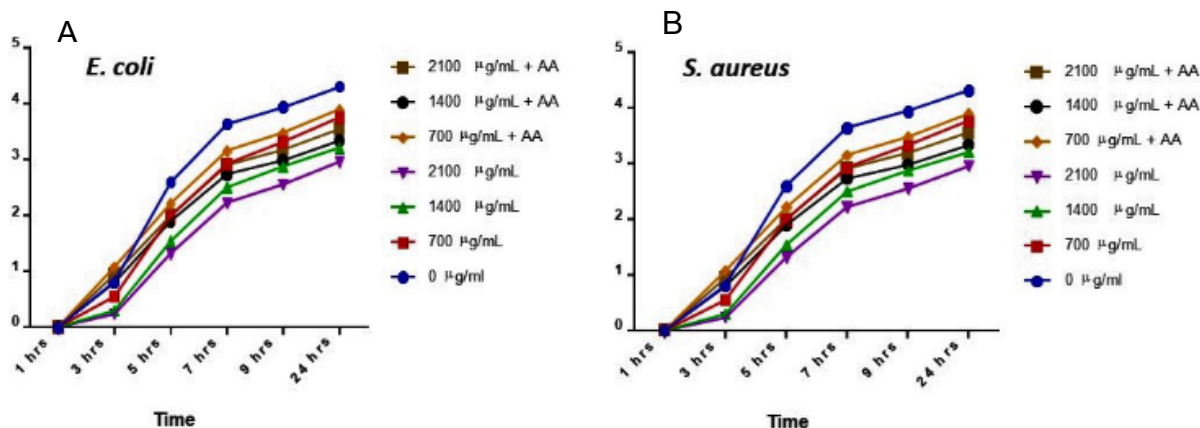 A
E. coli
5
4
3
2
1
0
1 hrs
3 hrs
5 hrs
7 hrs
9 hrs
24 hrs
Time
2100 μg/mL + AA
1400 μg/mL + AA
700 μg/mL + AA
2100 μg/mL
1400 μg/mL
700 μg/mL
0 μg/ml
B
S. aureus
5
4
3
2
1
0
1 hrs
3 hrs
5 hrs
7 hrs
9 hrs
24 hrs
Time
2100 μg/mL + AA
1400 μg/mL + AA
700 μg/mL + AA
2100 μg/mL
1400 μg/mL
700 μg/mL
0 μg/ml